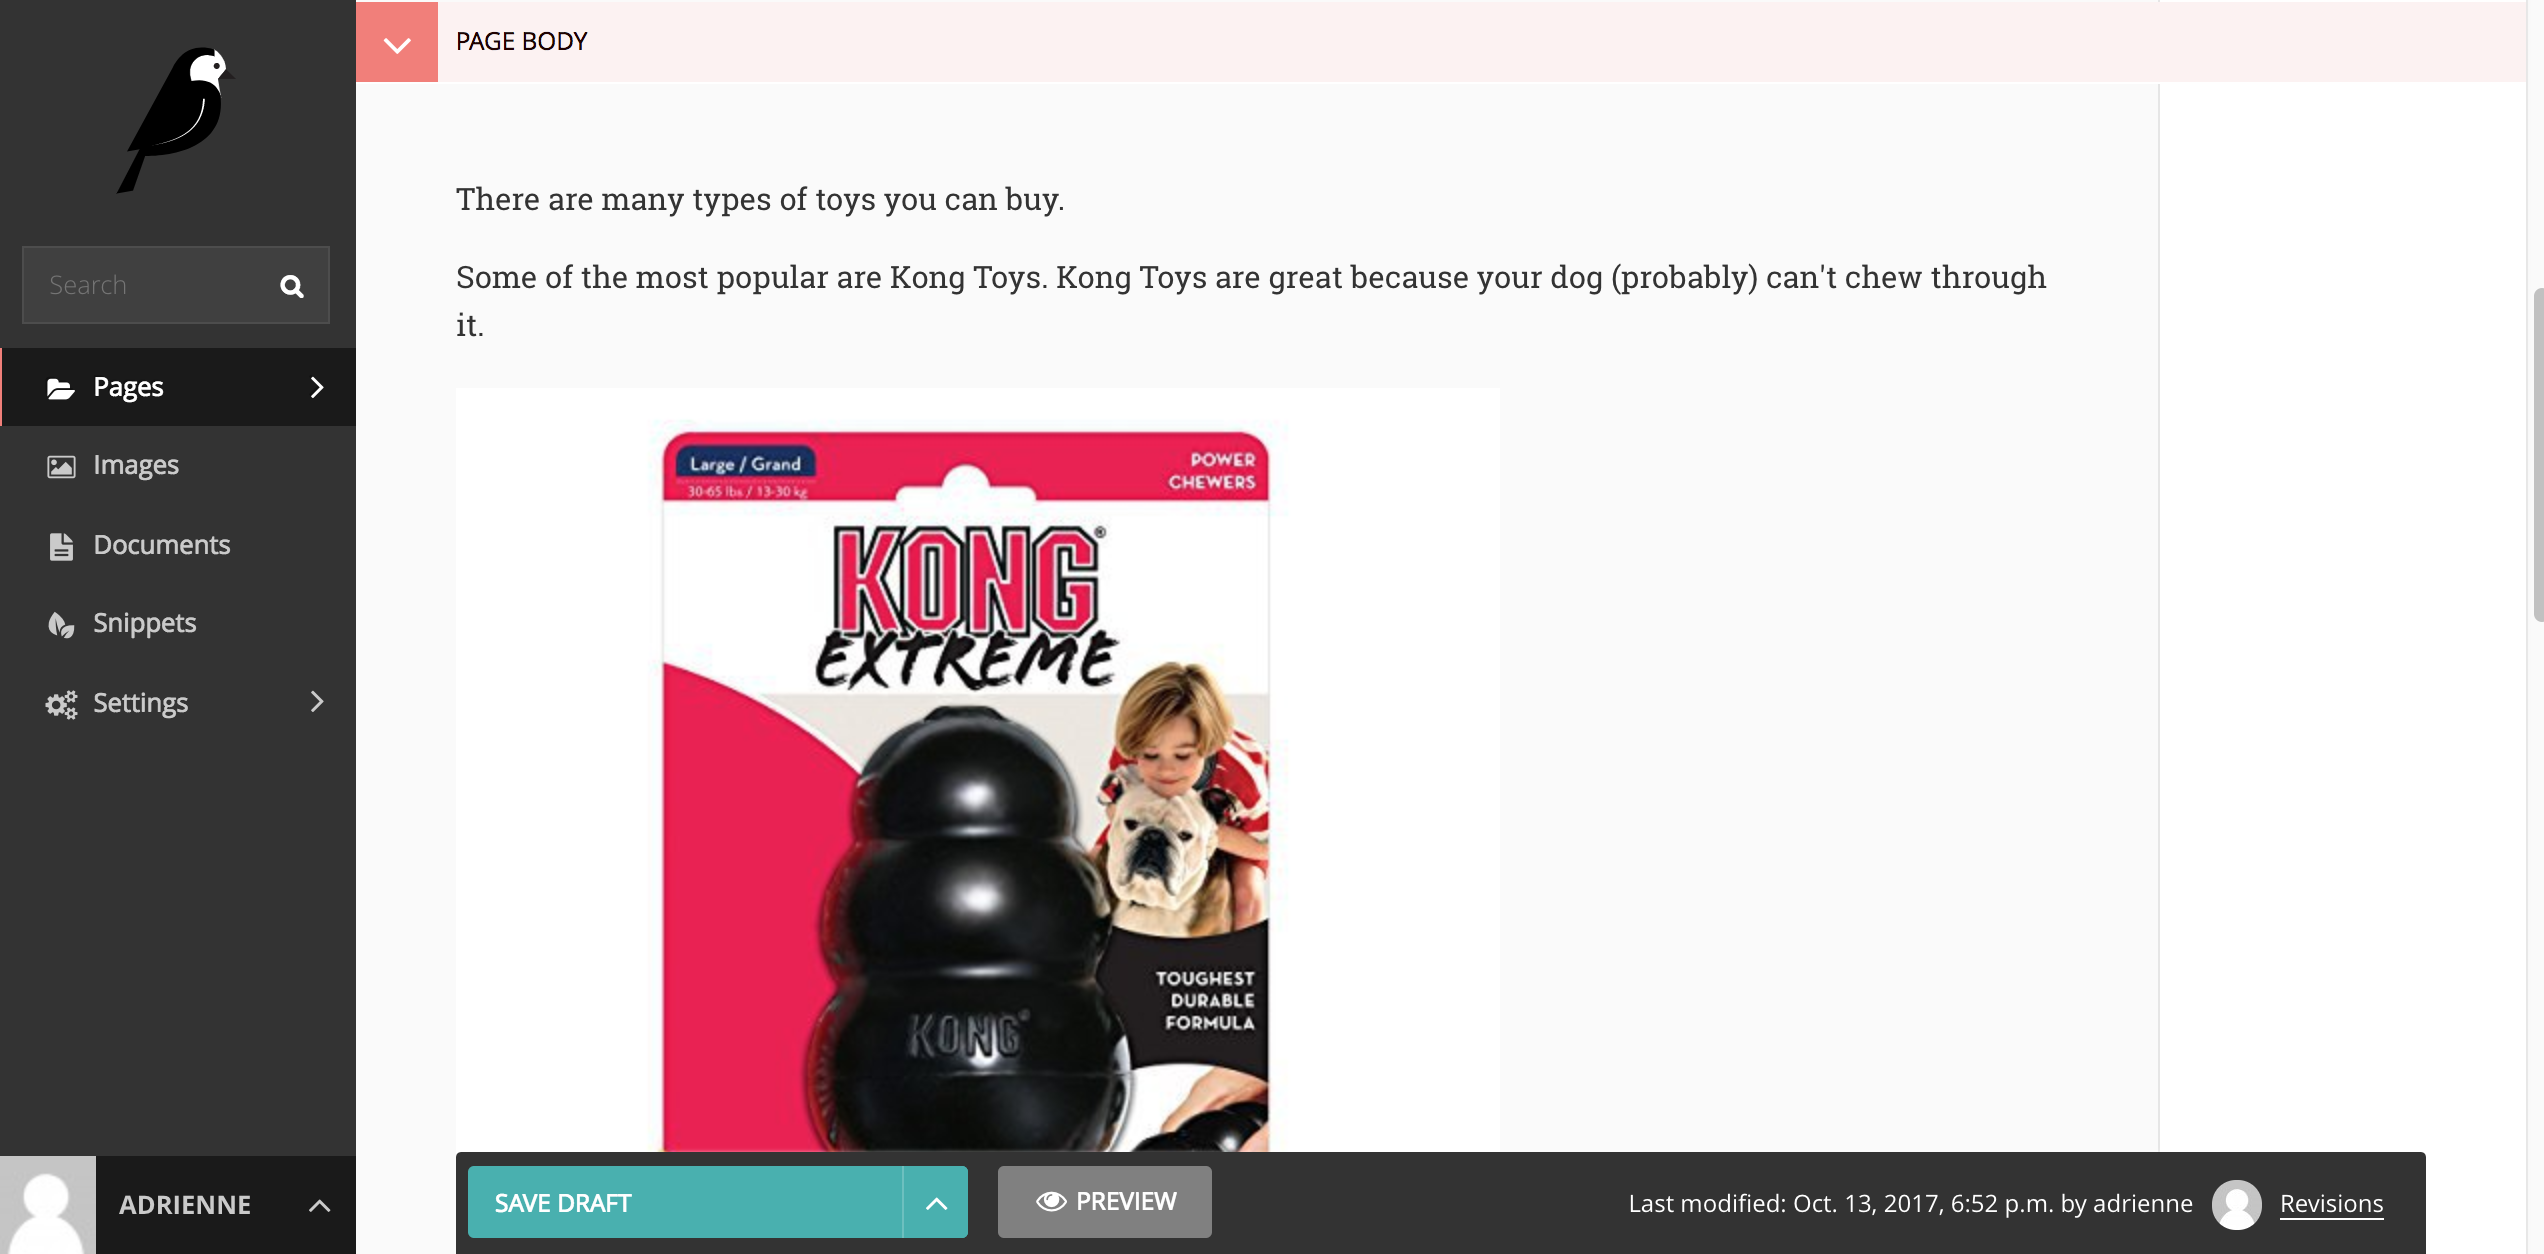 PAGE BODY
Search
Pages
Images
Documents
Snippets
Settings
ADRIENNE
There are many types of toys you can buy.
Some of the most popular are Kong Toys. Kong Toys are great because your dog (probably) can't chew through
it.
Large / Grand
30-65 lbs / 13-30 kg
POWER
CHEWERS
KONG®
EXTREME
TOUGHEST
DURABLE
FORMULA
KONG®
SAVE DRAFT
PREVIEW
Last modified: Oct. 13, 2017, 6:52 p.m. by adrienne
Revisions